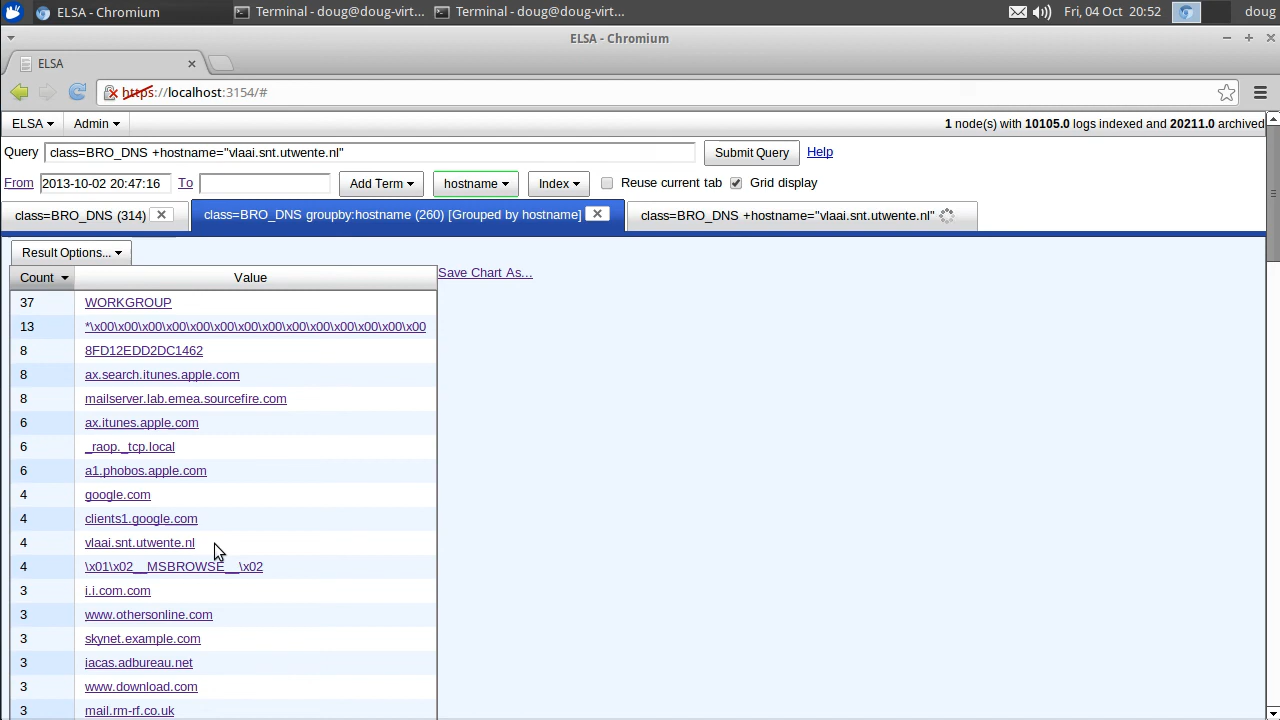 ELSA - Chromium Terminal - doug@doug-virt... Terminal - doug@doug-virt... Fri, 04 Oct 20:52 doug
ELSA - Chromium
ELSA
https://localhost:3154/#
ELSA Admin 1 node(s) with 10105.0 logs indexed and 20211.0 archived
Query class=BRO_DNS +hostname="vlaai.snt.utwente.nl" Submit Query Help
From 2013-10-02 20:47:16 To Add Term hostname Index Reuse current tab Grid display
class=BRO_DNS (314) class=BRO_DNS groupby:hostname (260) [Grouped by hostname] class=BRO_DNS +hostname="vlaai.snt.utwente.nl"
Result Options...
Count Value Save Chart As...
37 WORKGROUP
13 *\x00\x00\x00\x00\x00\x00\x00\x00\x00\x00\x00\x00\x00\x00
8 8FD12EDD2DC1462
8 ax.search.itunes.apple.com
8 mailserver.lab.emea.sourcefire.com
6 ax.itunes.apple.com
6 _raop._tcp.local
6 a1.phobos.apple.com
4 google.com
4 clients1.google.com
4 vlaai.snt.utwente.nl
4 \x01\x02__MSBROWSE__\x02
3 i.i.com.com
3 www.othersonline.com
3 skynet.example.com
3 iacas.adbureau.net
3 www.download.com
3 mail.rm-rf.co.uk